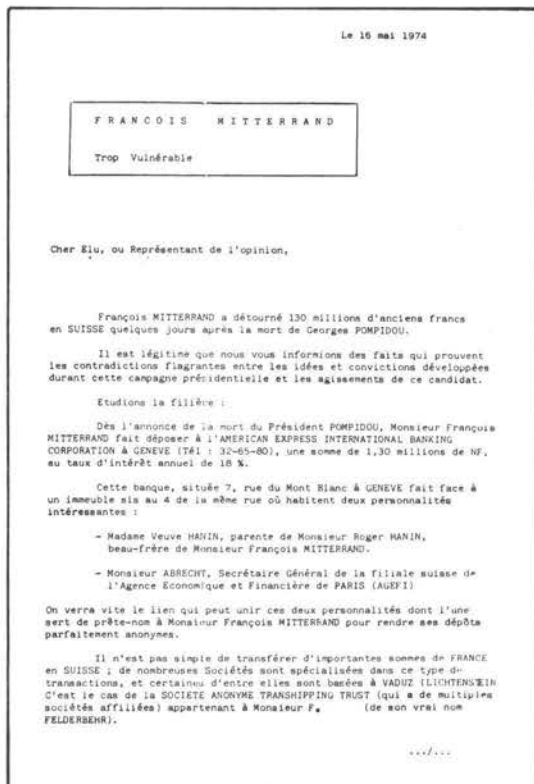 Le 16 mai 1974
FRANCOIS MITTERRAND
Trop Vulnérable
Cher Elu, ou Représentant de l'opinion,
François MITTERRAND a détourné 130 millions d'anciens francs
en SUISSE quelques jours après la mort de Georges POMPIDOU.
Il est légitime que nous vous informions des faits qui prouvent
les contradictions flagrantes entre les idées et convictions développées
durant cette campagne présidentielle et les agissements de ce candidat.
Etudions la filière :
Dès l'annonce de la mort du Président POMPIDOU, Monsieur François
MITTERRAND fait déposer à l'AMERICAN EXPRESS INTERNATIONAL BANKING
CORPORATION à GENEVE (Tél : 32-65-80), une somme de 1,30 millions de NF,
au taux d'intérêt annuel de 18 %.
Cette banque, située 7, rue du Mont Blanc à GENEVE fait face à
un immeuble sis au 4 de la même rue où habitent deux personnalités
intéressantes :
- Madame Veuve HANIN, parente de Monsieur Roger HANIN,
beau-frère de Monsieur François MITTERRAND.
- Monsieur ABRECHT, Secrétaire Général de la filiale suisse de
l'Agence Economique et Financière de PARIS (AGEFI)
On verra vite le lien qui peut unir ces deux personnalités dont l'une
sert de prête-nom à Monsieur François MITTERRAND pour rendre ses dépôts
parfaitement anonymes.
Il n'est pas simple de transférer d'importantes sommes de FRANCE
en SUISSE ; de nombreuses Sociétés sont spécialisées dans ce type de
transactions, et certaines d'entre elles sont basées à VADUZ (LICHTENSTEIN
C'est le cas de la SOCIETE ANONYME TRANSHIPPING TRUST (qui a de multiples
sociétés affiliées) appartenant à Monsieur F. (de son vrai nom
FELDERBEHR).
.../...